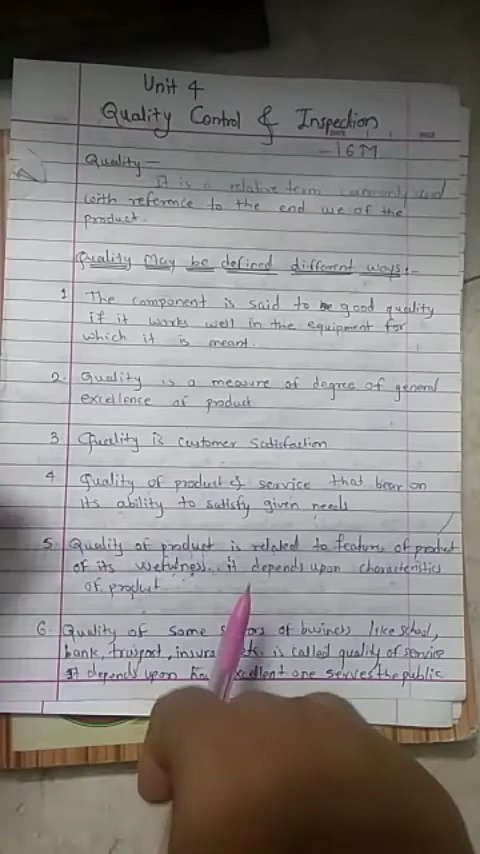 Unit 4
Quality Control & Inspection
- 16M
Quality -
It is a relative term commonly used
with reference to the end use of the
product.
Quality May be defined different ways:-
1 The component is said to be good quality
if it works well in the equipment for
which it is meant.
2. Quality is a measure of degree of general
excellence of product
3 Quality is customer satisfaction
4 Quality of product & service that bear on
its ability to satisfy given needs
5. Quality of product is related to features of product
of its usefulness. it depends upon characteristics
of product
6. Quality of some of business like school,
bank, trasport, is called quality of service
It depends upon excellent one serves the public